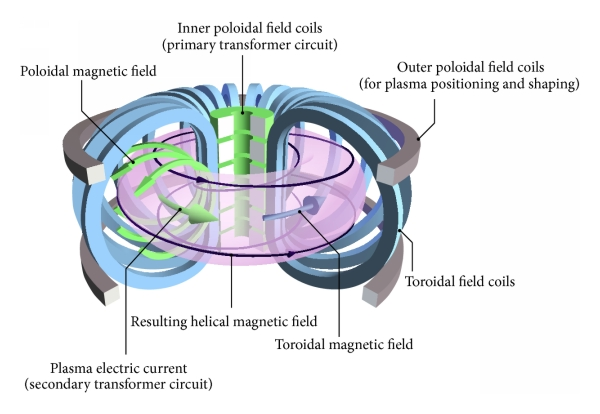 Inner poloidal field coils
(primary transformer circuit)
Poloidal magnetic field
Outer poloidal field coils
(for plasma positioning and shaping)
Toroidal field coils
Resulting helical magnetic field
Toroidal magnetic field
Plasma electric current
(secondary transformer circuit)